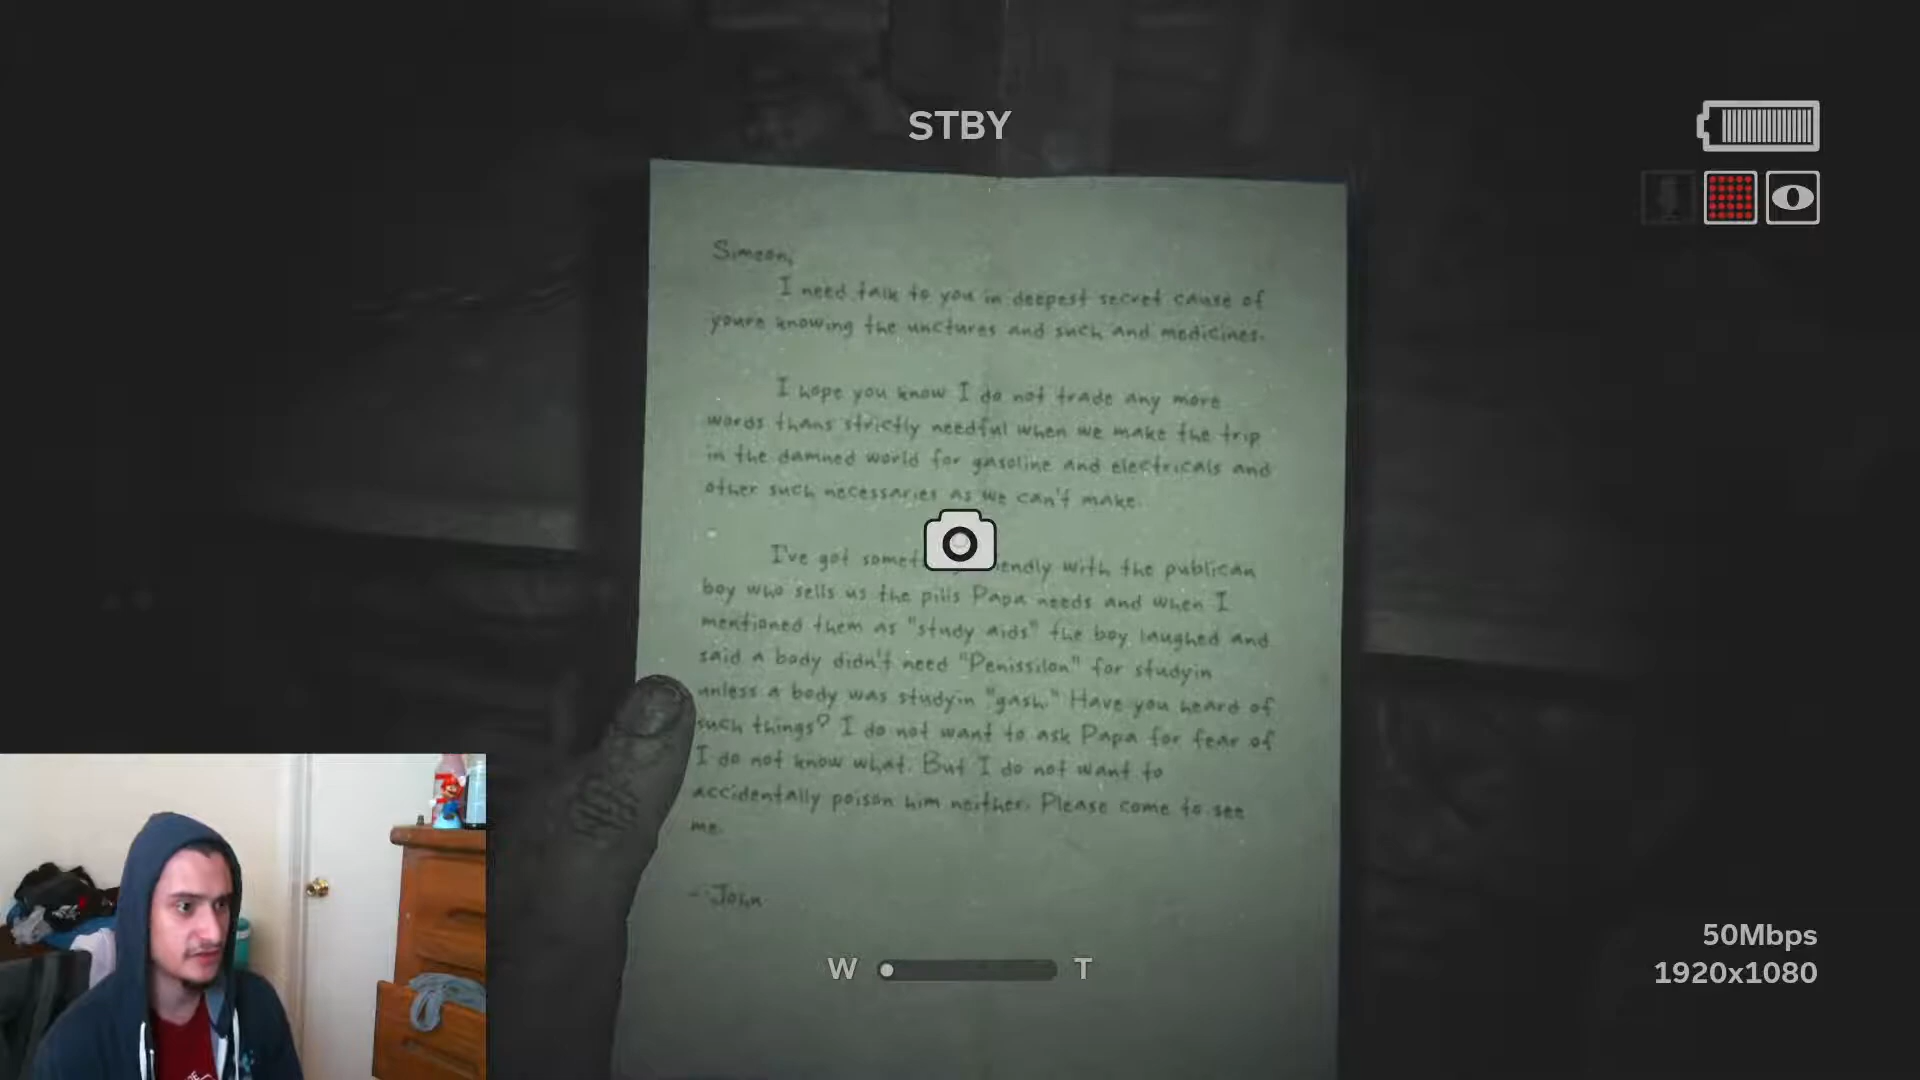 STBY
Simeon,
I need talk to you in deepest secret cause of
youre knowing the unctures and such and medicines.
I hope you know I do not trade any more
words thans strictly needful when we make the trip
in the damned world for gasoline and electricals and
other such necessaries as we can't make.
I've got with the publican
boy who sells us the pills Papa needs and when I
mentioned them as "study aids" the boy laughed and
said a body didn't need "Penissilon" for studyin
unless a body was studyin "gash." Have you heard of
such things? I do not want to ask Papa for fear of
I do not know what. But I do not want to
accidentally poison him neither. Please come to see
me.
- John
W T
50Mbps
1920x1080